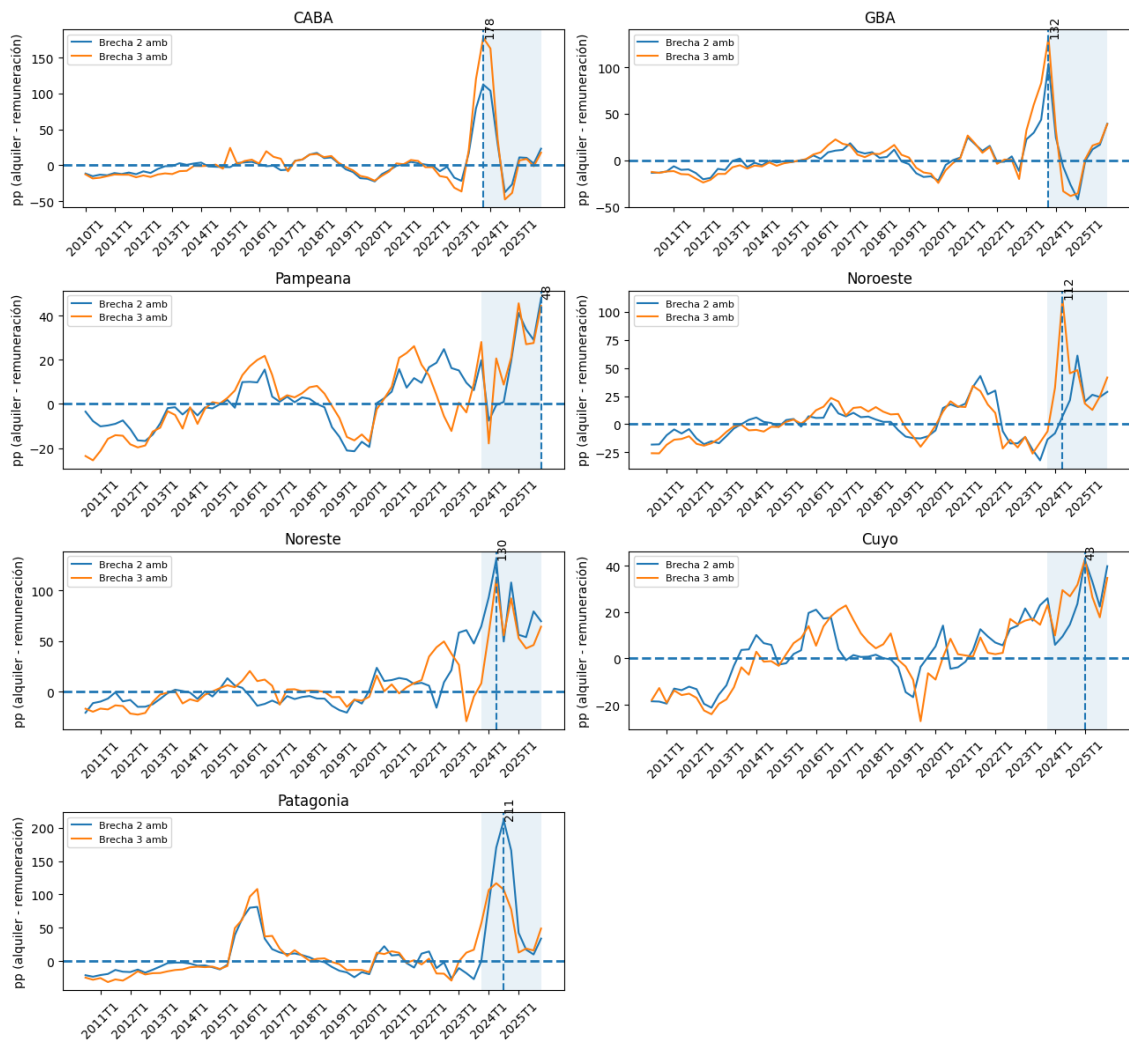 CABA
178
pp (alquiler - remuneración)
Brecha 2 amb
Brecha 3 amb
150
100
50
0
−50
2010T1 2011T1 2012T1 2013T1 2014T1 2015T1 2016T1 2017T1 2018T1 2019T1 2020T1 2021T1 2022T1 2023T1 2024T1 2025T1
GBA
132
pp (alquiler - remuneración)
Brecha 2 amb
Brecha 3 amb
100
50
0
−50
2011T1 2012T1 2013T1 2014T1 2015T1 2016T1 2017T1 2018T1 2019T1 2020T1 2021T1 2022T1 2023T1 2024T1 2025T1
Pampeana
48
pp (alquiler - remuneración)
Brecha 2 amb
Brecha 3 amb
40
20
0
−20
2011T1 2012T1 2013T1 2014T1 2015T1 2016T1 2017T1 2018T1 2019T1 2020T1 2021T1 2022T1 2023T1 2024T1 2025T1
Noroeste
112
pp (alquiler - remuneración)
Brecha 2 amb
Brecha 3 amb
100
75
50
25
0
−25
2011T1 2012T1 2013T1 2014T1 2015T1 2016T1 2017T1 2018T1 2019T1 2020T1 2021T1 2022T1 2023T1 2024T1 2025T1
Noreste
130
pp (alquiler - remuneración)
Brecha 2 amb
Brecha 3 amb
100
50
0
2011T1 2012T1 2013T1 2014T1 2015T1 2016T1 2017T1 2018T1 2019T1 2020T1 2021T1 2022T1 2023T1 2024T1 2025T1
Cuyo
43
pp (alquiler - remuneración)
Brecha 2 amb
Brecha 3 amb
40
20
0
−20
2011T1 2012T1 2013T1 2014T1 2015T1 2016T1 2017T1 2018T1 2019T1 2020T1 2021T1 2022T1 2023T1 2024T1 2025T1
Patagonia
211
pp (alquiler - remuneración)
Brecha 2 amb
Brecha 3 amb
200
150
100
50
0
2011T1 2012T1 2013T1 2014T1 2015T1 2016T1 2017T1 2018T1 2019T1 2020T1 2021T1 2022T1 2023T1 2024T1 2025T1